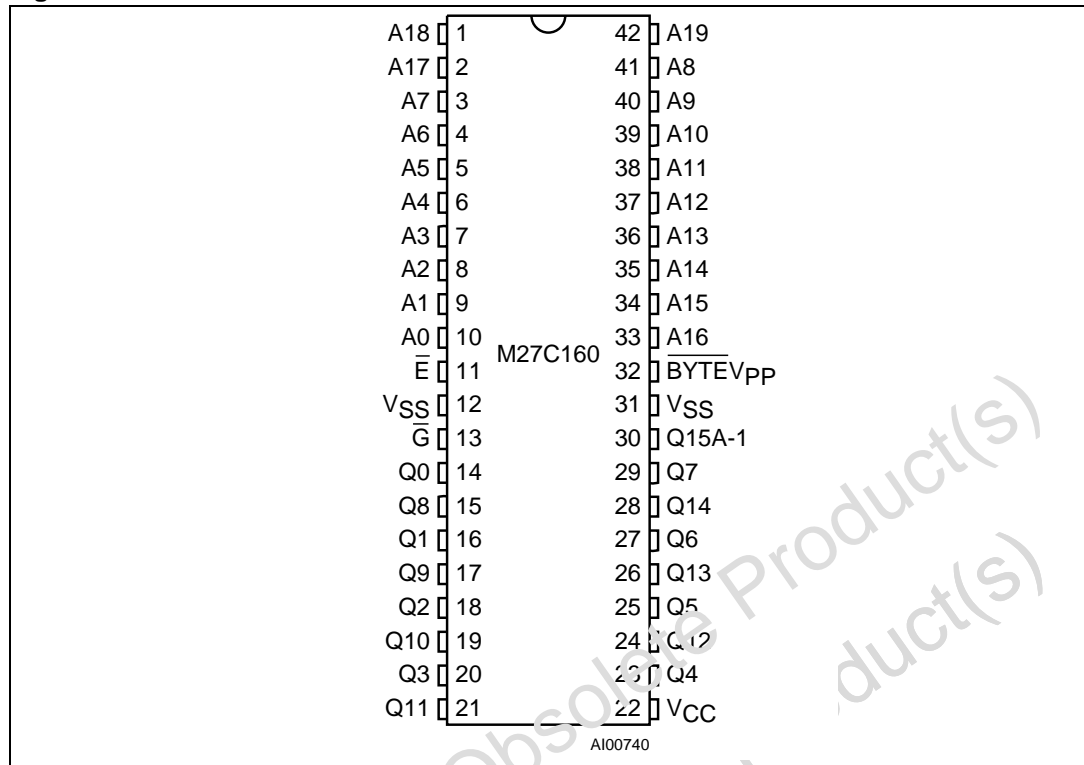 A18 1 42 A19
A17 2 41 A8
A7 3 40 A9
A6 4 39 A10
A5 5 38 A11
A4 6 37 A12
A3 7 36 A13
A2 8 35 A14
A1 9 34 A15
A0 10 33 A16
M27C160
E̅ 11 32 B̅Y̅T̅E̅VPP
VSS 12 31 VSS
G̅ 13 30 Q15A-1
Q0 14 29 Q7
Q8 15 28 Q14
Q1 16 27 Q6
Q9 17 26 Q13
Q2 18 25 Q5
Q10 19 24 Q12
Q3 20 23 Q4
Q11 21 22 VCC
AI00740
Obsolete Product(s)